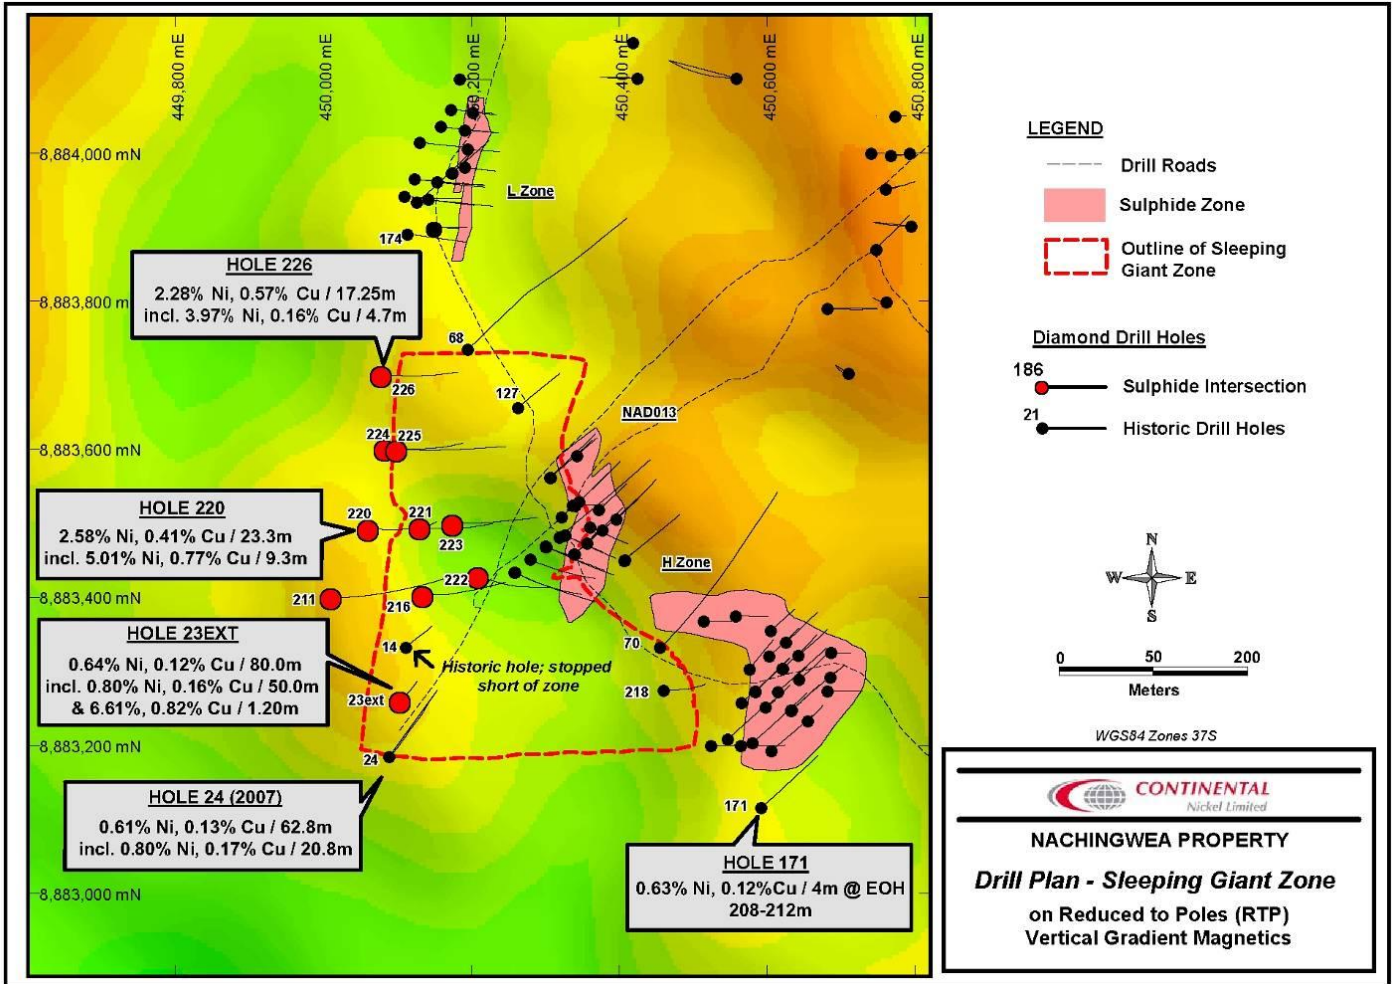 449,800 mE
450,000 mE
450,200 mE
450,400 mE
450,600 mE
450,800 mE
8,884,000 mN
L Zone
174
HOLE 226
2.28% Ni, 0.57% Cu / 17.25m
incl. 3.97% Ni, 0.16% Cu / 4.7m
8,883,800 mN
68
226
127
NAD013
8,883,600 mN
224
225
HOLE 220
2.58% Ni, 0.41% Cu / 23.3m
incl. 5.01% Ni, 0.77% Cu / 9.3m
220
221
223
222
H Zone
8,883,400 mN
211
216
HOLE 23EXT
0.64% Ni, 0.12% Cu / 80.0m
incl. 0.80% Ni, 0.16% Cu / 50.0m
& 6.61%, 0.82% Cu / 1.20m
14
Historic hole; stopped
short of zone
70
23ext
218
8,883,200 mN
24
HOLE 24 (2007)
0.61% Ni, 0.13% Cu / 62.8m
incl. 0.80% Ni, 0.17% Cu / 20.8m
171
HOLE 171
0.63% Ni, 0.12%Cu / 4m @ EOH
208-212m
8,883,000 mN
LEGEND
Drill Roads
Sulphide Zone
Outline of Sleeping
Giant Zone
Diamond Drill Holes
186
Sulphide Intersection
21
Historic Drill Holes
N
W E
S
0 50 200
Meters
WGS84 Zones 37S
CONTINENTAL
Nickel Limited
NACHINGWEA PROPERTY
Drill Plan - Sleeping Giant Zone
on Reduced to Poles (RTP)
Vertical Gradient Magnetics